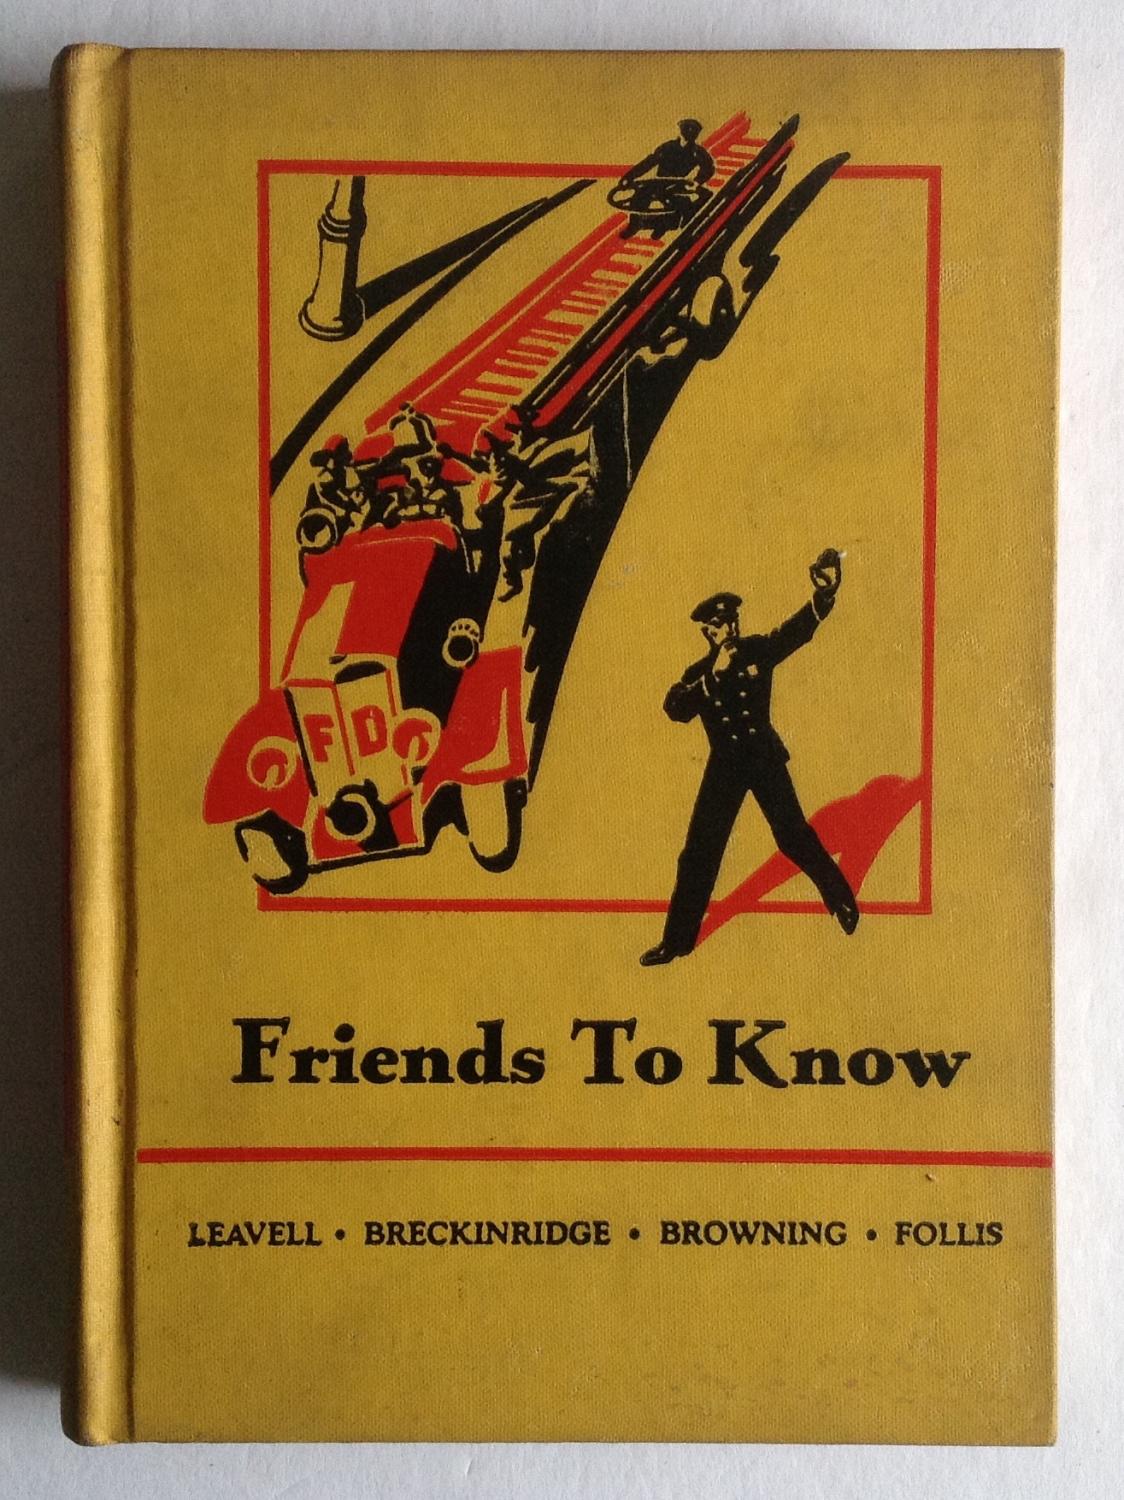 FD
Friends To Know
LEAVELL • BRECKINRIDGE • BROWNING • FOLLIS